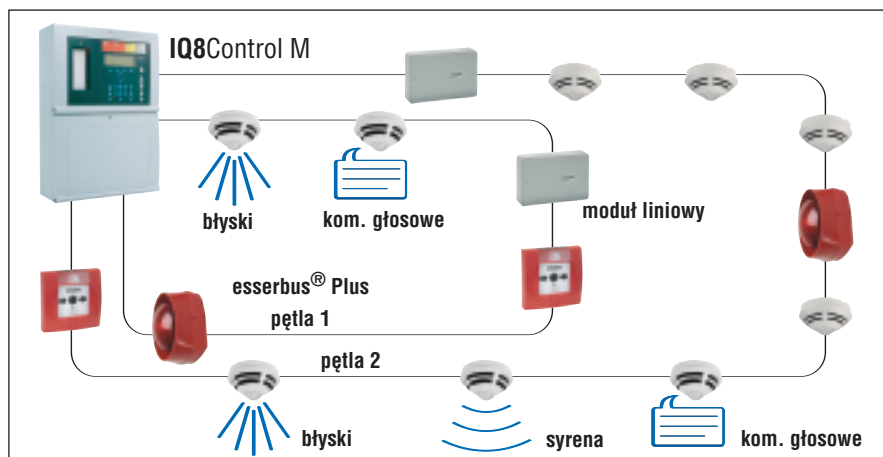 IQ8Control M
błyski
kom. głosowe
moduł liniowy
esserbus® Plus
pętla 1
pętla 2
błyski
syrena
kom. głosowe